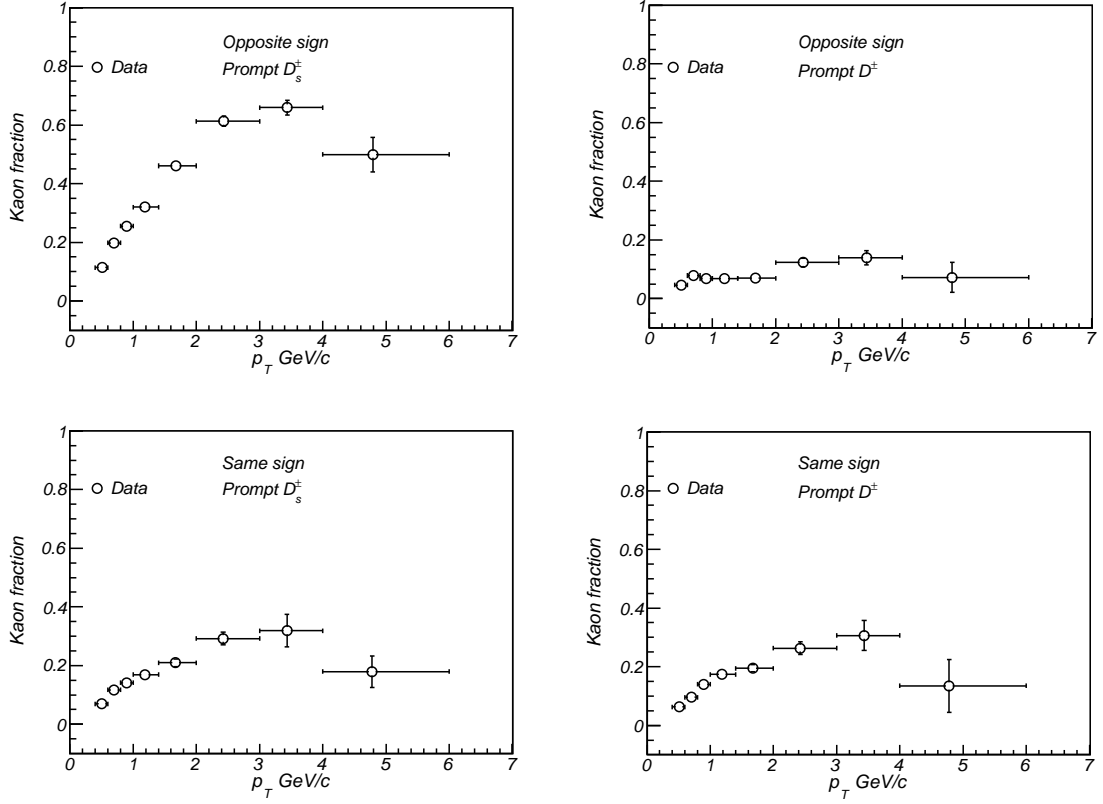 1
Opposite sign
0.8
Data
Prompt D±s
0.6
Kaon fraction
0.4
0.2
0
0 1 2 3 4 5 6 7
pT GeV/c
1
Opposite sign
0.8
Data
Prompt D±
0.6
Kaon fraction
0.4
0.2
0
0 1 2 3 4 5 6 7
pT GeV/c
1
Same sign
0.8
Data
Prompt D±s
0.6
Kaon fraction
0.4
0.2
0
0 1 2 3 4 5 6 7
pT GeV/c
1
Same sign
0.8
Data
Prompt D±
0.6
Kaon fraction
0.4
0.2
0
0 1 2 3 4 5 6 7
pT GeV/c